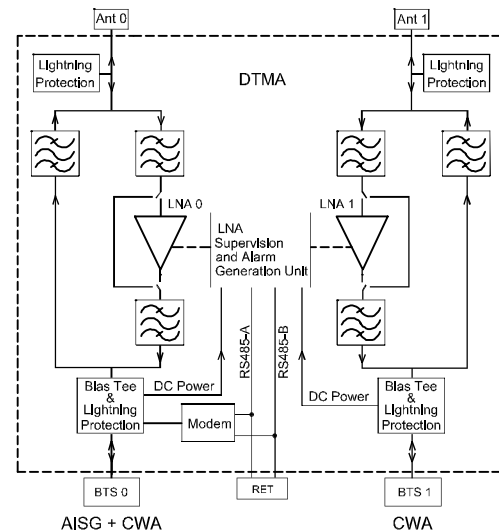 Ant 0
Ant 1
Lightning
Protection
DTMA
Lightning
Protection
LNA 0
LNA 1
LNA
Supervision
and Alarm
Generation Unit
RS485-A
RS485-B
Bias Tee
&
Lightning
Protection
DC Power
DC Power
Bias Tee
&
Lightning
Protection
Modem
BTS 0
RET
BTS 1
AISG + CWA
CWA